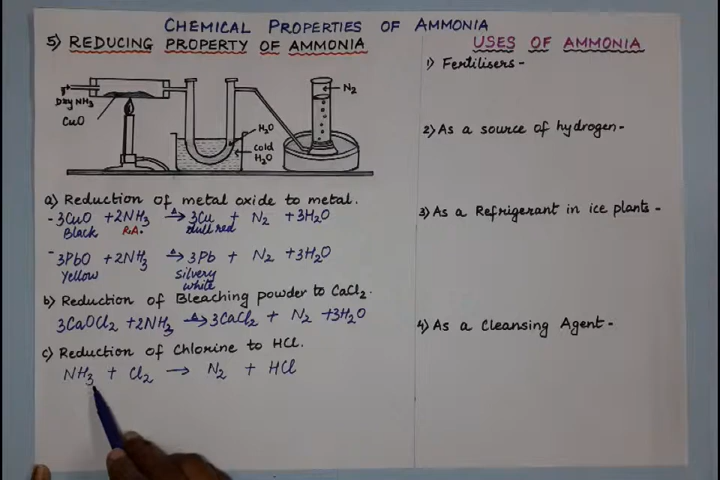 CHEMICAL PROPERTIES OF AMMONIA
5) REDUCING PROPERTY OF AMMONIA
Dry NH3
CuO
H2O
Cold
H2O
N2
a) Reduction of metal oxide to metal.
- 3CuO + 2NH3 →Δ 3Cu + N2 + 3H2O
Black R.A. dull red
- 3PbO + 2NH3 →Δ 3Pb + N2 + 3H2O
Yellow silvery
white
b) Reduction of Bleaching powder to CaCl2.
3CaOCl2 + 2NH3 →Δ 3CaCl2 + N2 + 3H2O
c) Reduction of Chlorine to HCl.
NH3 + Cl2 → N2 + HCl
USES OF AMMONIA
1) Fertilisers -
2) As a source of hydrogen -
3) As a Refrigerant in ice plants -
4) As a Cleansing Agent -